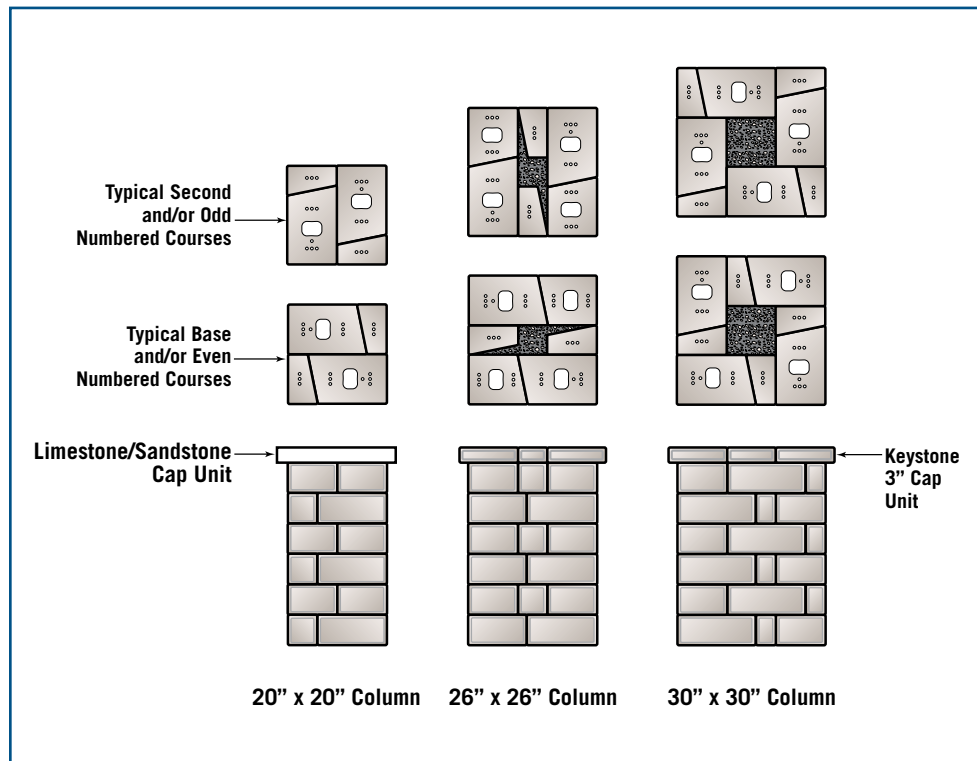 Typical Second
and/or Odd
Numbered Courses
Typical Base
and/or Even
Numbered Courses
Limestone/Sandstone
Cap Unit
Keystone
3” Cap
Unit
20” x 20” Column
26” x 26” Column
30” x 30” Column